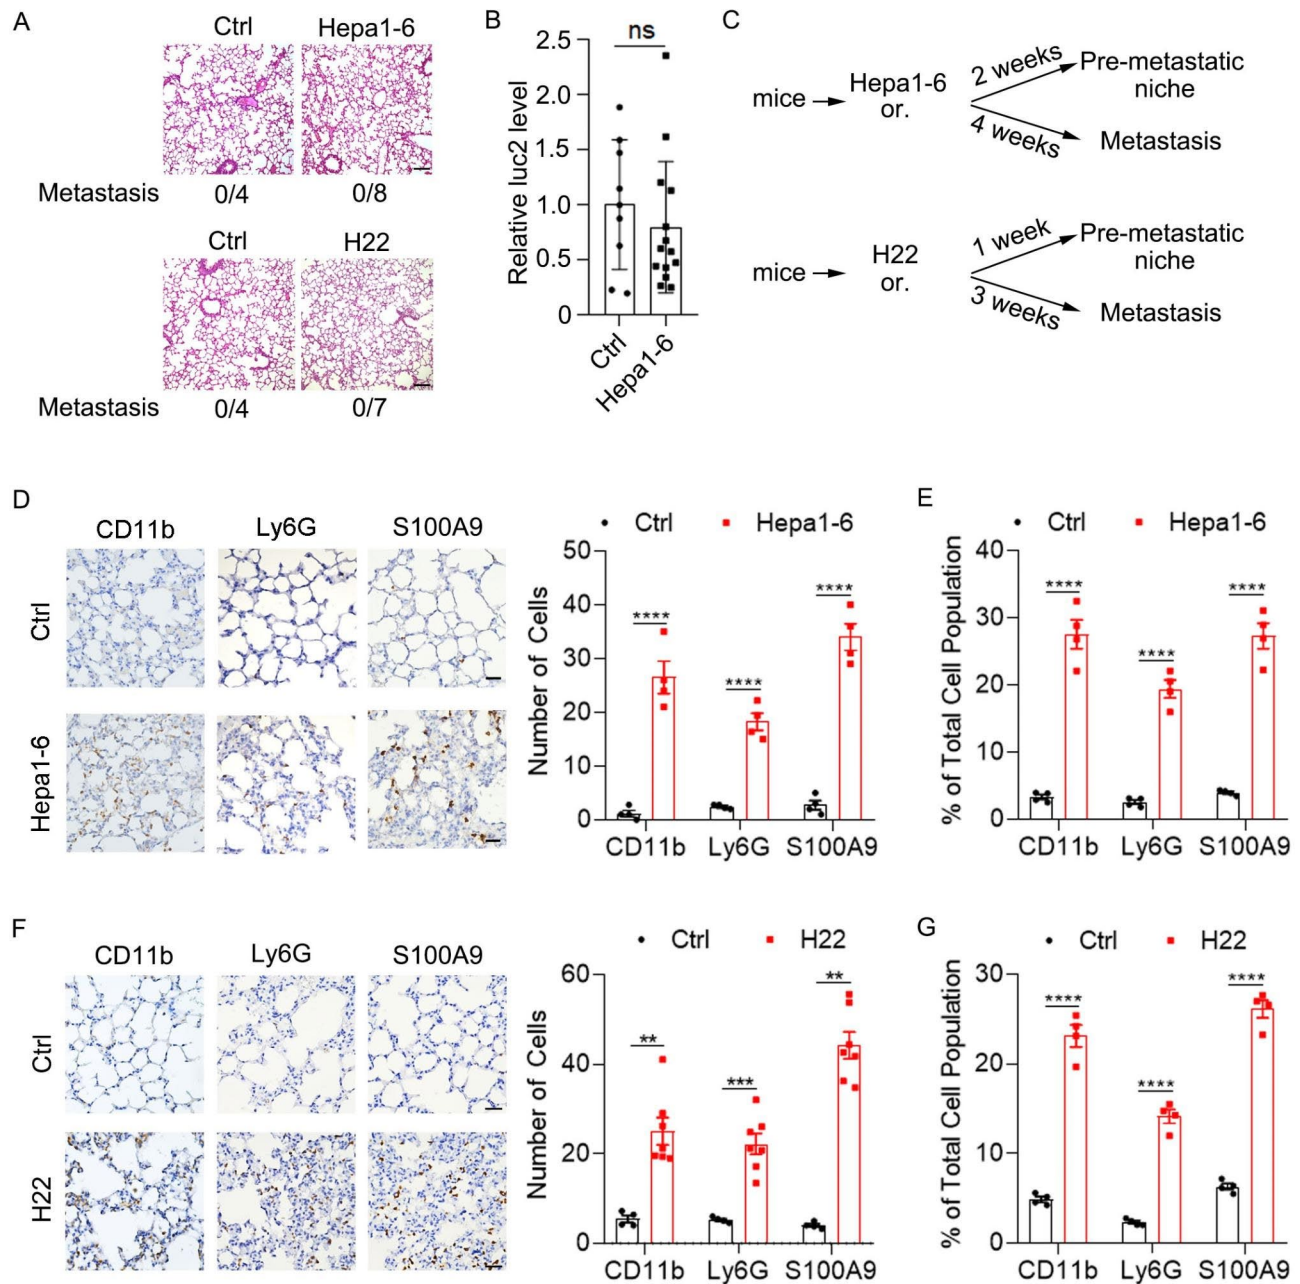 A
Ctrl Hepa1-6
Metastasis 0/4 0/8
Ctrl H22
Metastasis 0/4 0/7
B
ns
Relative luc2 level
2.5
2.0
1.5
1.0
0.5
0
Ctrl
Hepa1-6
C
mice Hepa1-6 or.
2 weeks
Pre-metastatic niche
4 weeks
Metastasis
mice H22 or.
1 week
Pre-metastatic niche
3 weeks
Metastasis
D
CD11b Ly6G S100A9
Ctrl
Hepa1-6
Ctrl Hepa1-6
Number of Cells
50
40
30
20
10
0
**** **** ****
CD11b Ly6G S100A9
E
Ctrl Hepa1-6
% of Total Cell Population
40
30
20
10
0
**** **** ****
CD11b Ly6G S100A9
F
CD11b Ly6G S100A9
Ctrl
H22
Ctrl H22
Number of Cells
60
40
20
0
** *** **
CD11b Ly6G S100A9
G
Ctrl H22
% of Total Cell Population
30
20
10
0
**** **** ****
CD11b Ly6G S100A9